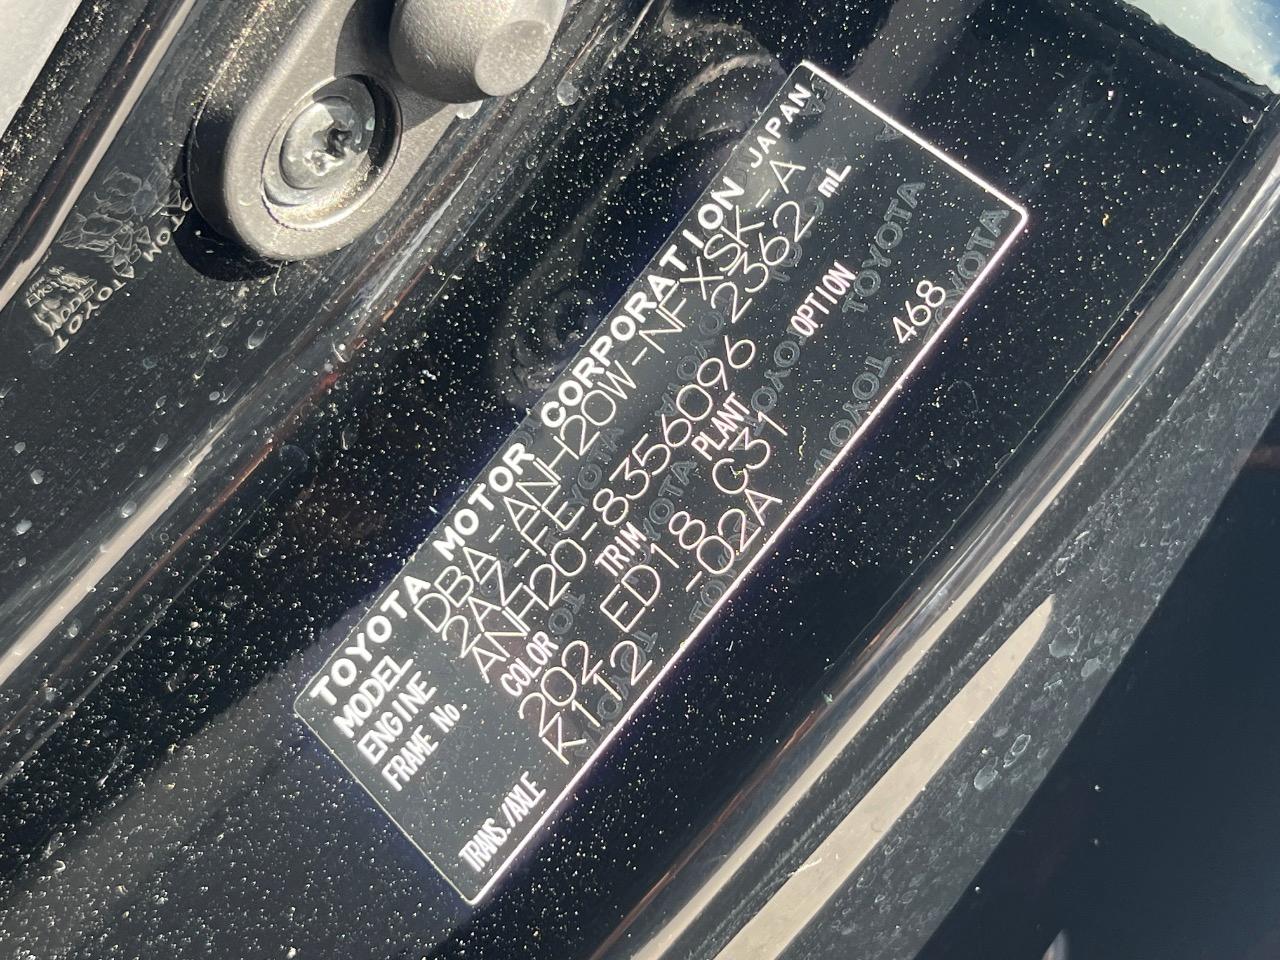 TOYOTA MOTOR CORPORATION JAPAN
MODEL DBA-ANH20W-NFXSK-A
ENGINE 2AZ-FE 2362 mL
FRAME No. ANH20-8356096
COLOR TRIM PLANT OPTION
202 ED18 C31 468
TRANS./AXLE K112 -02A